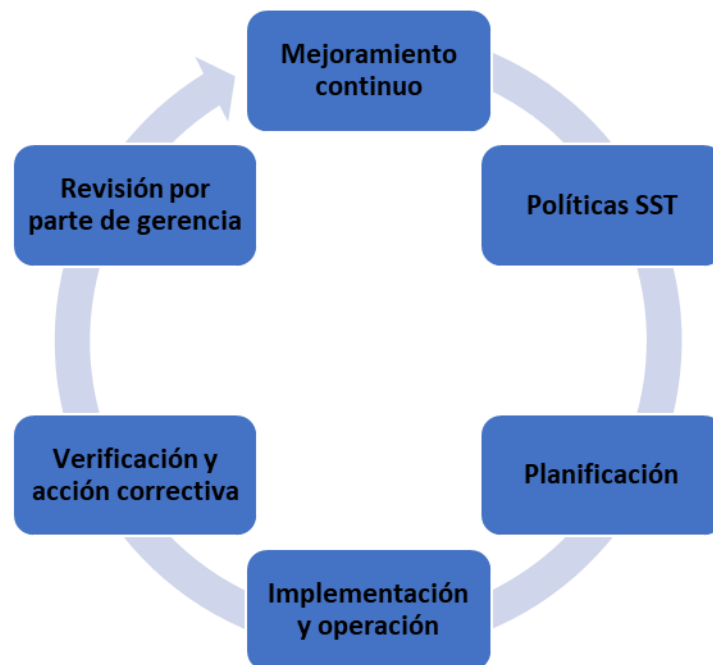 Mejoramiento
continuo
Políticas SST
Planificación
Implementación
y operación
Verificación y
acción correctiva
Revisión por
parte de gerencia